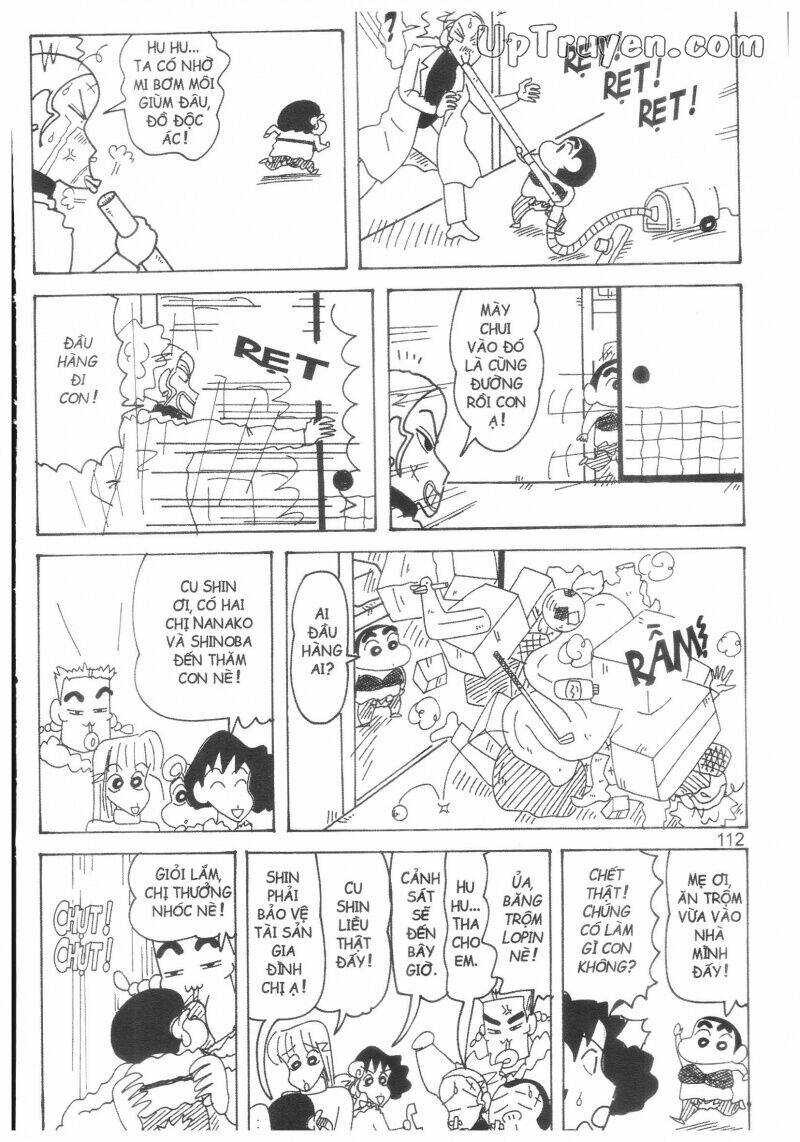 UpTruyen.com
RẸT!
RẸT!
RẸT!
?
HU HU...
TA CÓ NHỜ
MI BƠM MÔI
GIÙM ĐÂU,
ĐỒ ĐỘC
ÁC!
MÀY
CHUI
VÀO ĐÓ
LÀ CÙNG
ĐƯỜNG
RỒI CON
Ạ!
RẸT
ĐẦU
HÀNG
ĐI
CON!
RẦM!
AI
ĐẦU
HÀNG
AI?
CU SHIN
ƠI, CÓ HAI
CHỊ NANAKO
VÀ SHINOBA
ĐẾN THĂM
CON NÈ!
112
MẸ ƠI,
ĂN TRỘM
VỪA VÀO
NHÀ
MÌNH
ĐẤY!
CHẾT
THẬT!
CHÚNG
CÓ LÀM
GÌ CON
KHÔNG?
ỦA,
BĂNG
TRỘM
LOPIN
NÈ!
HU
HU...
THA
CHO
EM.
CẢNH
SÁT
SẼ
ĐẾN
BÂY
GIỜ.
CU
SHIN
LIỀU
THẬT
ĐẤY!
SHIN
PHẢI
BẢO VỆ
TÀI SẢN
GIA
ĐÌNH
CHỊ Ạ!
GIỎI LẮM,
CHỊ THƯỞNG
NHÓC NÈ!
CHỤT!
CHỤT!